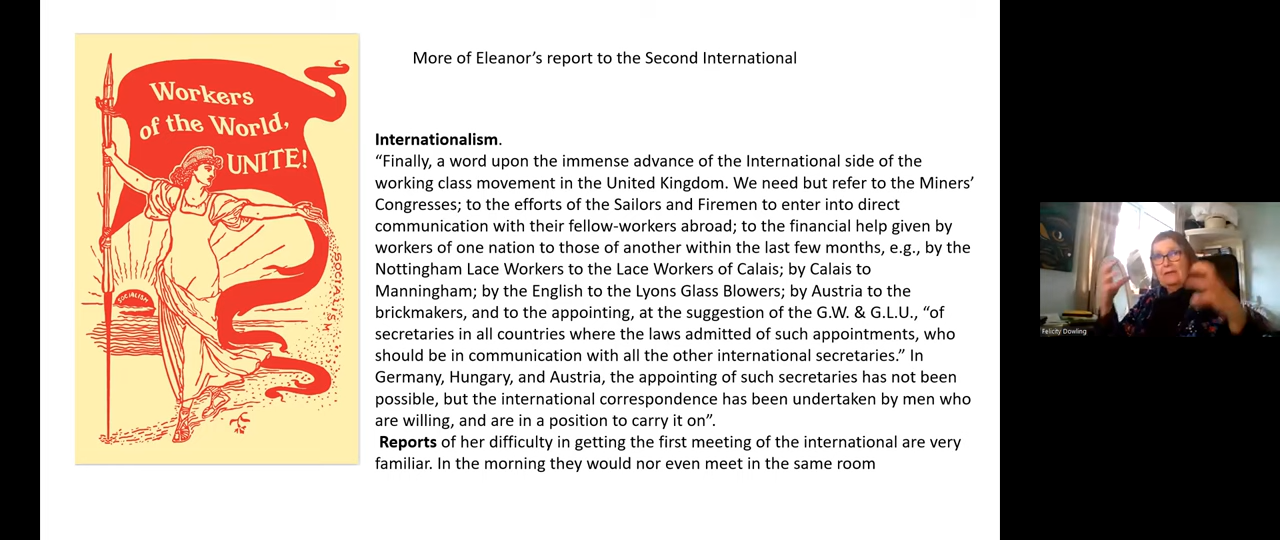 More of Eleanor’s report to the Second International
Workers
of the World,
UNITE!
SOCIALISM
SOCIALISM
Internationalism.
“Finally, a word upon the immense advance of the International side of the
working class movement in the United Kingdom. We need but refer to the Miners’
Congresses; to the efforts of the Sailors and Firemen to enter into direct
communication with their fellow-workers abroad; to the financial help given by
workers of one nation to those of another within the last few months, e.g., by the
Nottingham Lace Workers to the Lace Workers of Calais; by Calais to
Manningham; by the English to the Lyons Glass Blowers; by Austria to the
brickmakers, and to the appointing, at the suggestion of the G.W. & G.L.U., “of
secretaries in all countries where the laws admitted of such appointments, who
should be in communication with all the other international secretaries.” In
Germany, Hungary, and Austria, the appointing of such secretaries has not been
possible, but the international correspondence has been undertaken by men who
are willing, and are in a position to carry it on”.
Reports of her difficulty in getting the first meeting of the international are very
familiar. In the morning they would nor even meet in the same room
Felicity Dowling